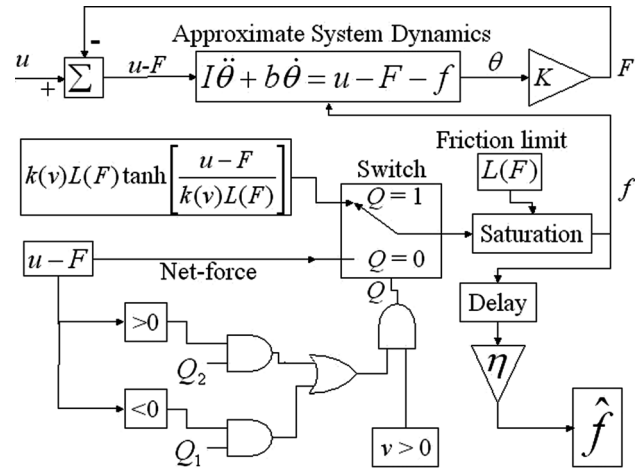 Approximate System Dynamics
-
u
+
Σ
u-F
Iθ̈ + bθ̇ = u − F − f
θ
K
F
Friction limit
L(F)
Switch
k(v)L(F) tanh[(u − F)/(k(v)L(F))]
Q = 1
Q = 0
Saturation
f
u − F
Net-force
Q
Delay
>0
Q₂
η
<0
Q₁
v > 0
f̂